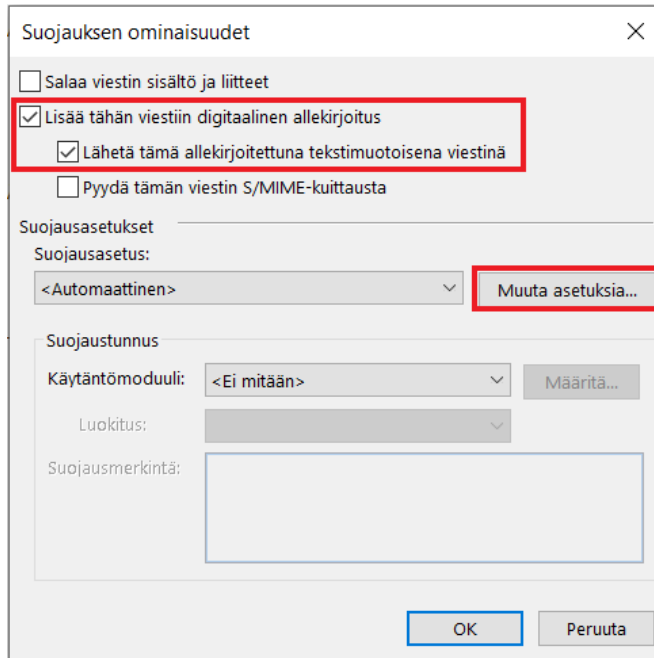 Suojauksen ominaisuudet
Salaa viestin sisältö ja liitteet
Lisää tähän viestiin digitaalinen allekirjoitus
Lähetä tämä allekirjoitettuna tekstimuotoisena viestinä
Pyydä tämän viestin S/MIME-kuittausta
Suojausasetukset
Suojausasetus:
<Automaattinen> Muuta asetuksia...
Suojaustunnus
Käytäntömoduuli: <Ei mitään> Määritä...
Luokitus:
Suojausmerkintä:
OK Peruuta